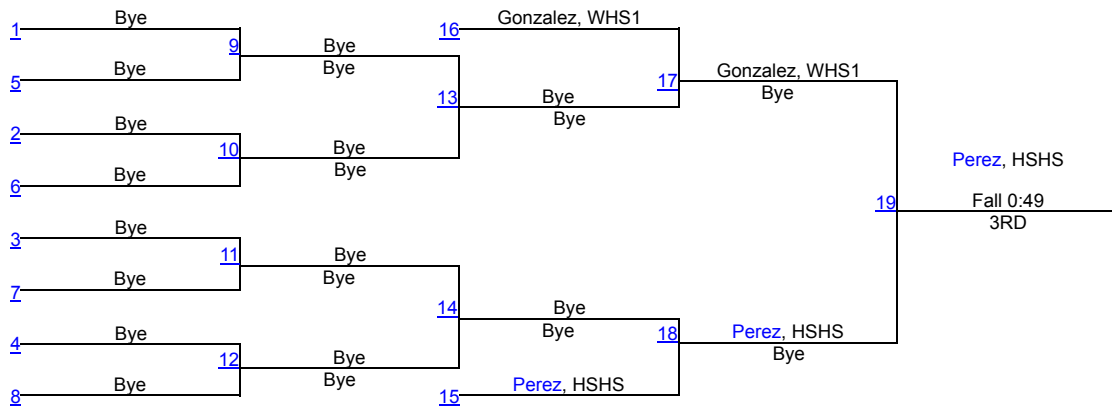 Bye
1
9
Bye
5
Bye
Bye
Bye
2
10
Bye
6
Bye
Bye
Bye
3
11
Bye
7
Bye
Bye
Bye
4
12
Bye
8
Bye
Bye
13
14
Gonzalez, WHS1
16
17
Bye
Bye
Bye
Bye
18
Perez, HSHS
15
Gonzalez, WHS1
Bye
19
Perez, HSHS
Bye
Perez, HSHS
Fall 0:49
3RD